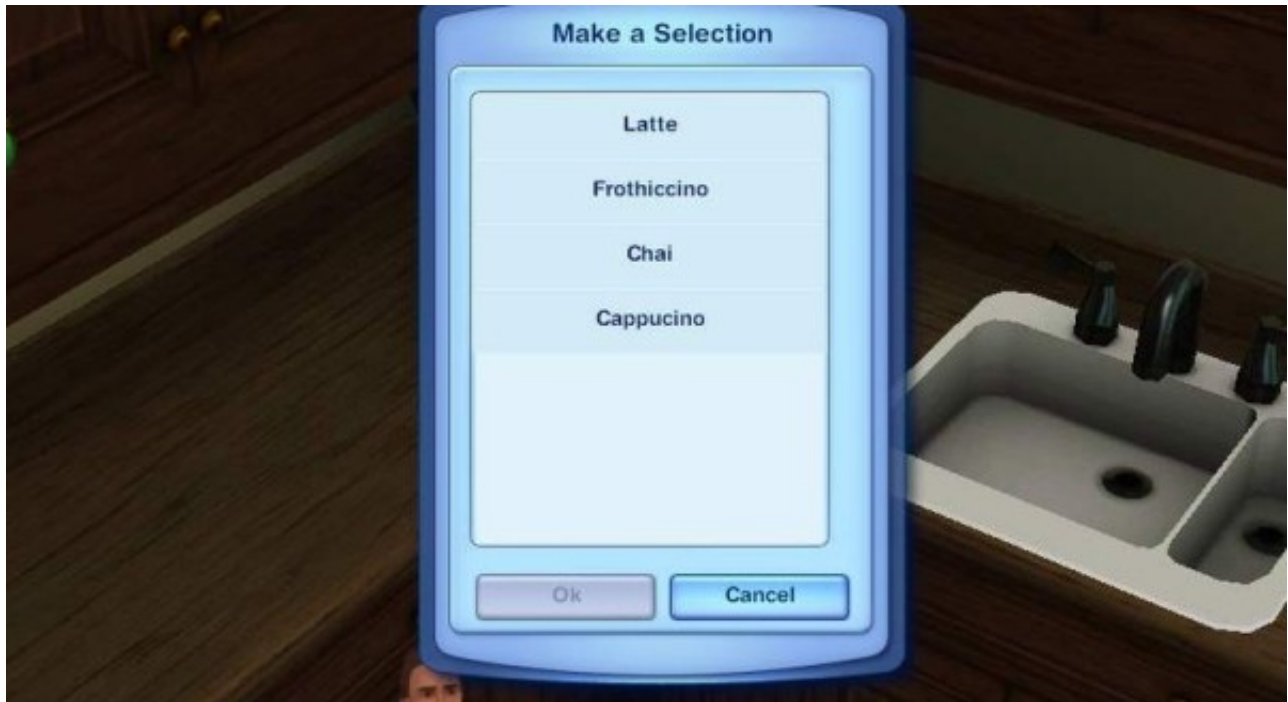 Make a Selection
Latte
Frothiccino
Chai
Cappucino
Ok
Cancel